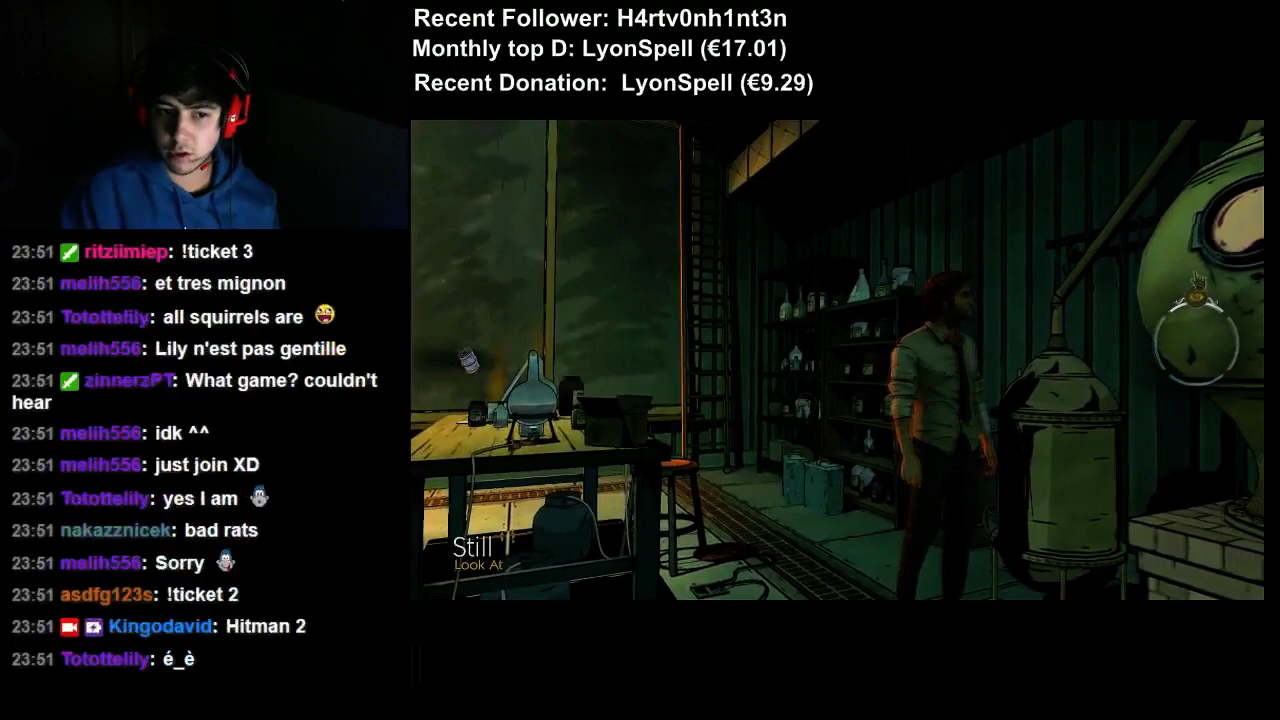 Recent Follower: H4rtv0nh1nt3n
Monthly top D: LyonSpell (€17.01)
Recent Donation: LyonSpell (€9.29)
23:51 ritziimiep: !ticket 3
23:51 melih556: et tres mignon
23:51 Totottelily: all squirrels are
23:51 melih556: Lily n'est pas gentille
23:51 zinnerzPT: What game? couldn't
hear
23:51 melih556: idk ^^
23:51 melih556: just join XD
23:51 Totottelily: yes I am
23:51 nakazznicek: bad rats
23:51 melih556: Sorry
23:51 asdfg123s: !ticket 2
23:51 Kingodavid: Hitman 2
23:51 Totottelily: é_è
Still
Look At